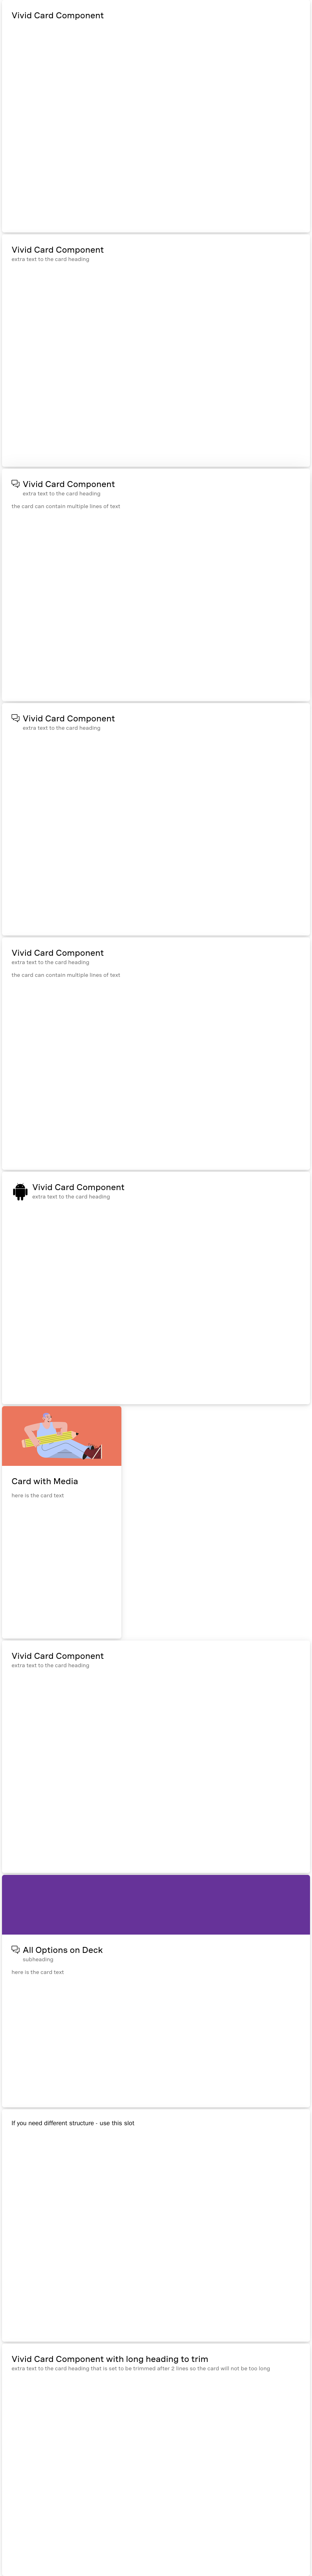 Vivid Card Component
Vivid Card Component
extra text to the card heading
Vivid Card Component
extra text to the card heading
the card can contain multiple lines of text
Vivid Card Component
extra text to the card heading
Vivid Card Component
extra text to the card heading
the card can contain multiple lines of text
Vivid Card Component
extra text to the card heading
Card with Media
here is the card text
Vivid Card Component
extra text to the card heading
All Options on Deck
subheading
here is the card text
If you need different structure - use this slot
Vivid Card Component with long heading to trim
extra text to the card heading that is set to be trimmed after 2 lines so the card will not be too long